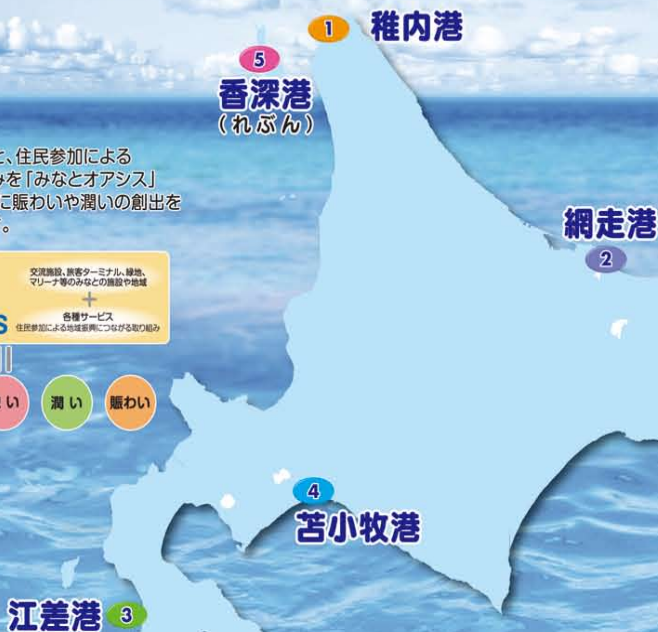 1 稚内港
5
香深港
(れぶん)
、住民参加による
みを「みなとオアシス」
に賑わいや潤いの創出を
。
網走港
2
交流施設、旅客ターミナル、緑地、
マリーナ等のみなとの施設や地域
+
各種サービス
住民参加による地域振興につながる取り組み
S
い 潤い 賑わい
4
苫小牧港
江差港 3